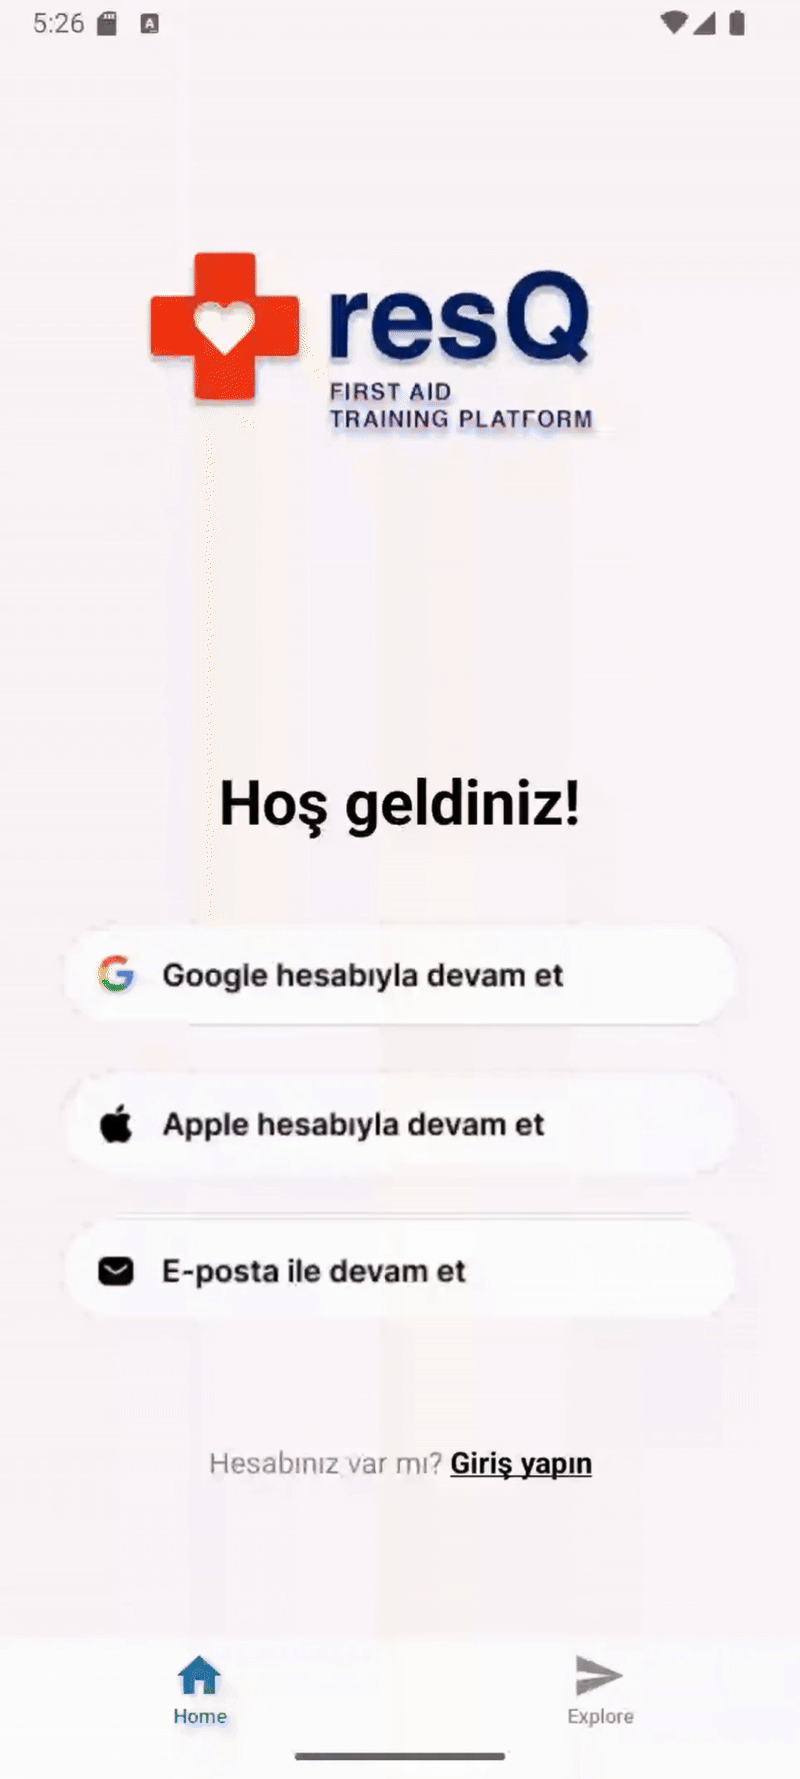 5:26
A
resQ
FIRST AID
TRAINING PLATFORM
Hoş geldiniz!
Google hesabıyla devam et
Apple hesabıyla devam et
E-posta ile devam et
Hesabınız var mı? Giriş yapın
Home
Explore